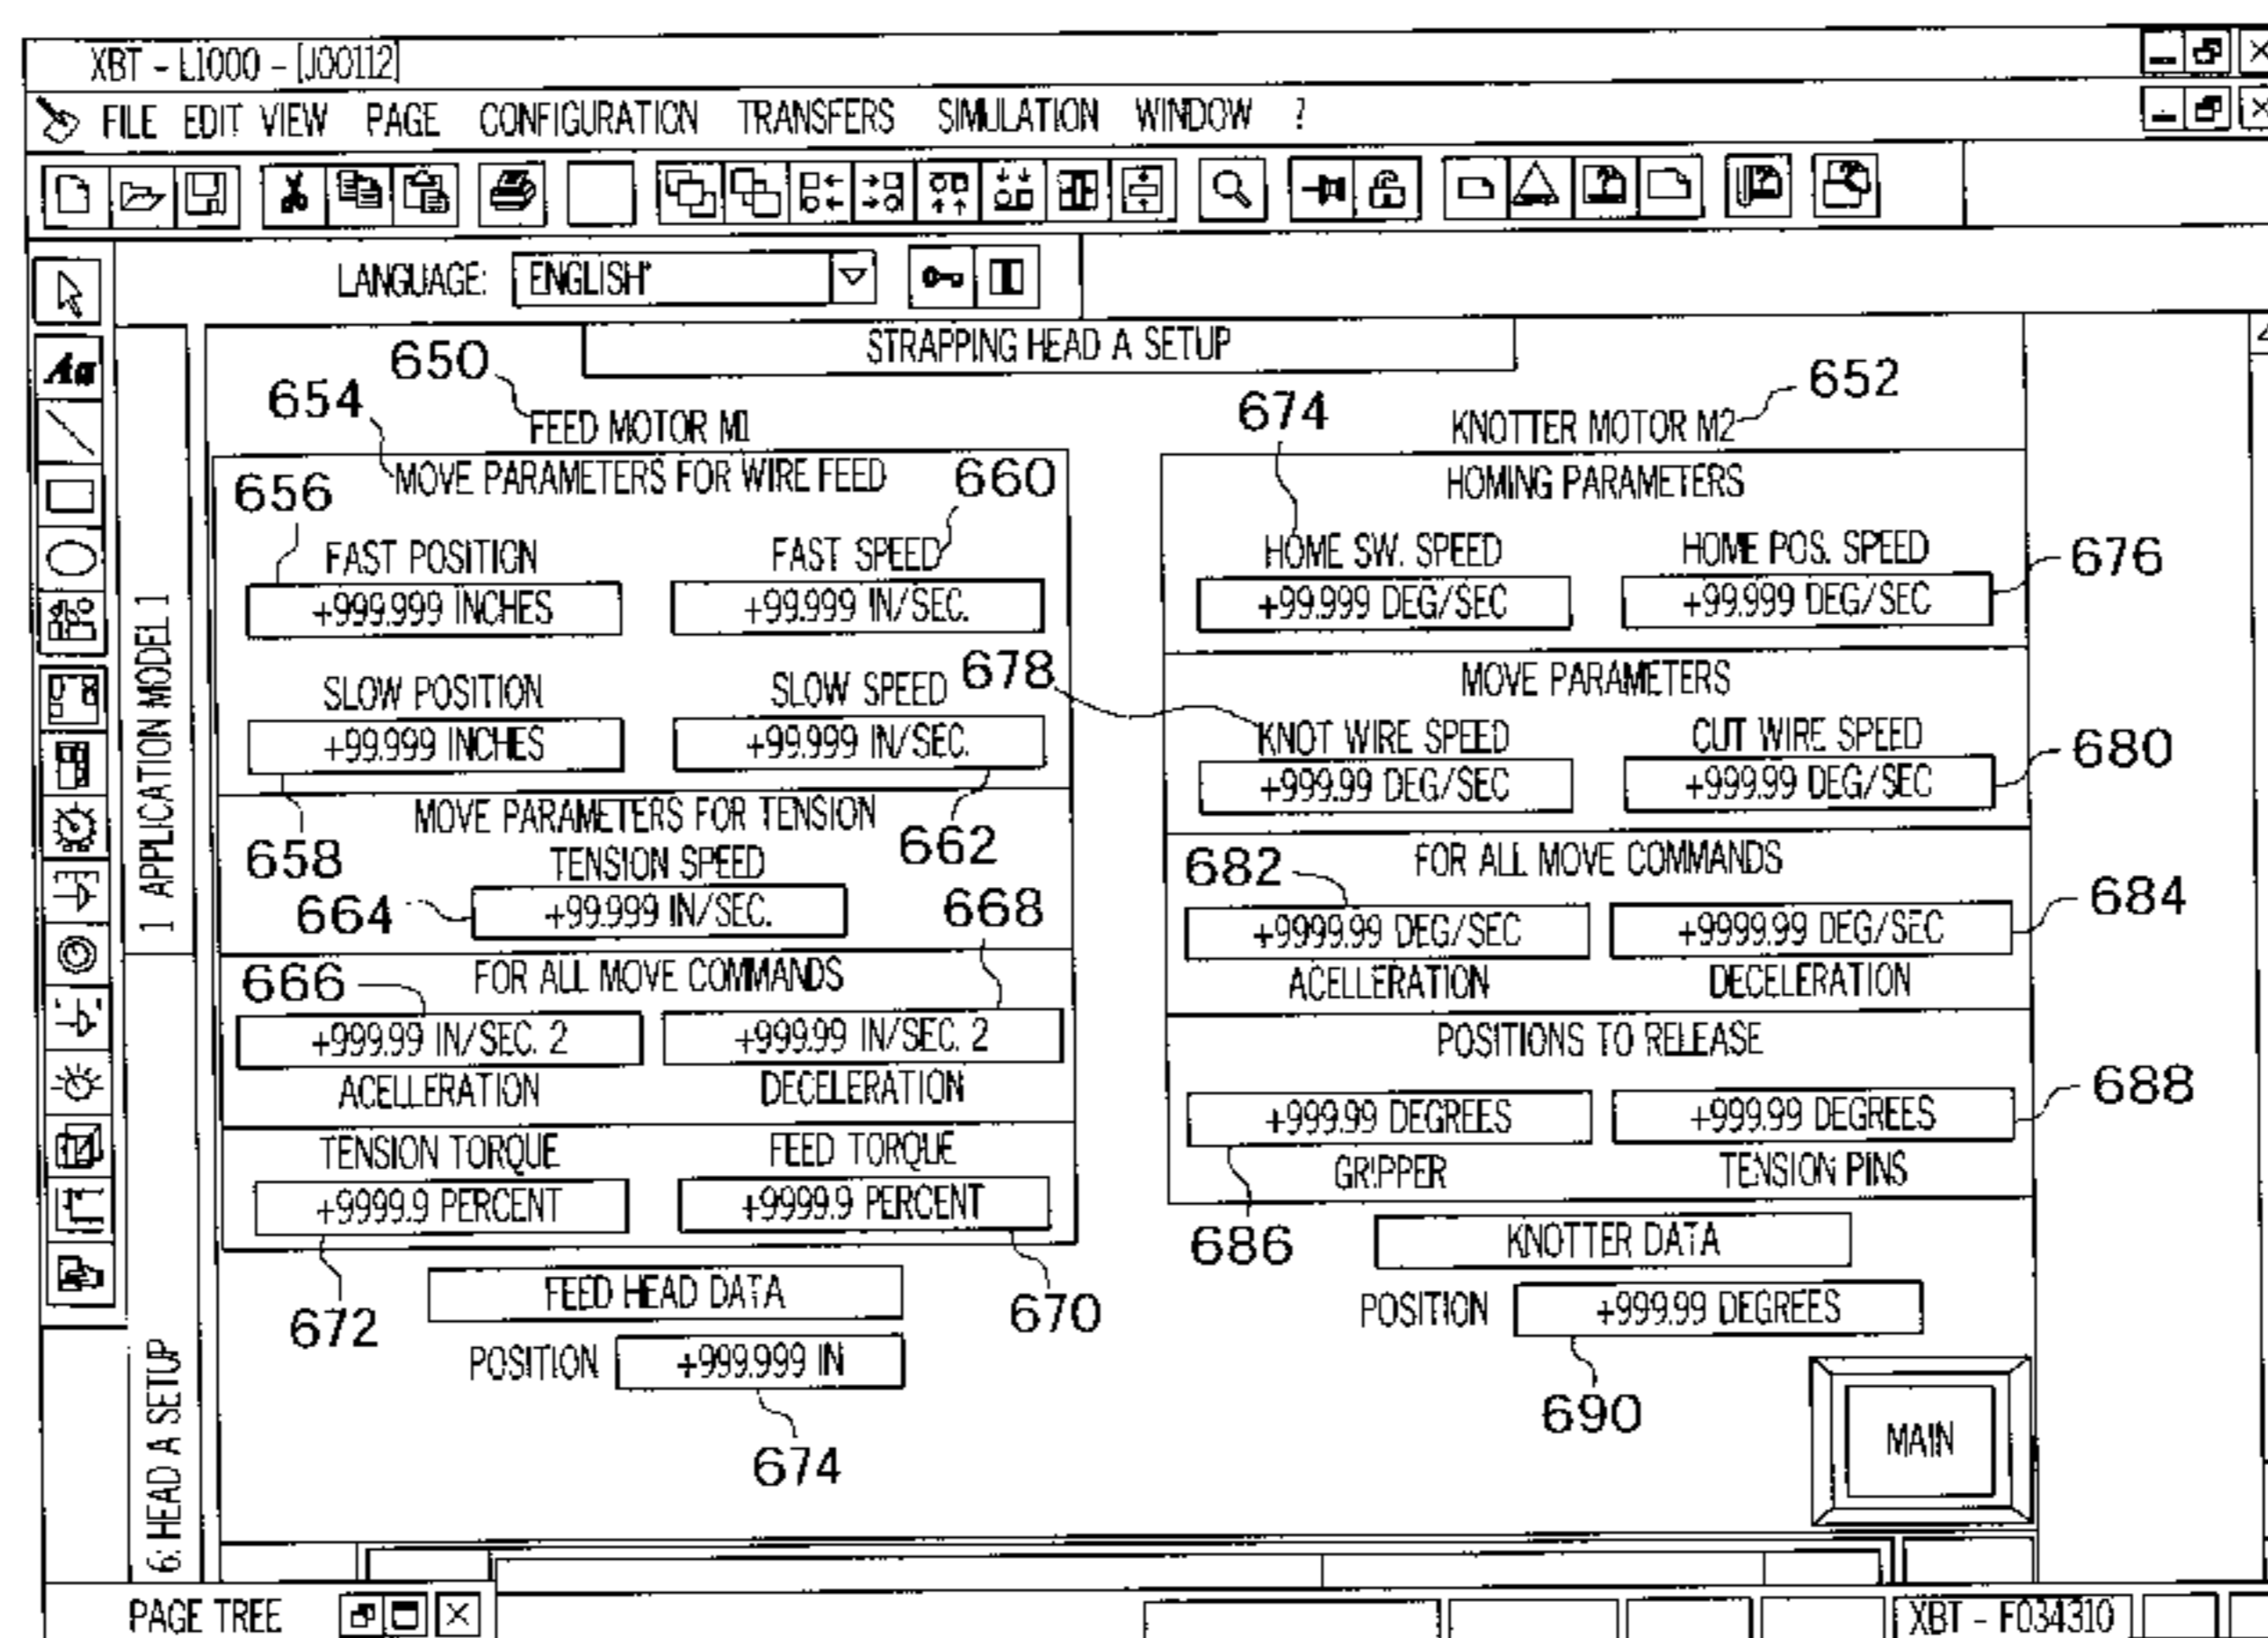 XBT - L1000 - [J00112]
FILE EDIT VIEW PAGE CONFIGURATION TRANSFERS SIMULATION WINDOW ?
LANGUAGE: ENGLISH*
Aa
STRAPPING HEAD A SETUP
650
652
654
674
FEED MOTOR M1
KNOTTER MOTOR M2
MOVE PARAMETERS FOR WIRE FEED
HOMING PARAMETERS
656
660
FAST POSITION
FAST SPEED
HOME SW. SPEED
HOME POS. SPEED
676
+999.999 INCHES
+99.999 IN/SEC.
+99.999 DEG/SEC
+99.999 DEG/SEC
678
MOVE PARAMETERS
SLOW POSITION
SLOW SPEED
KNOT WIRE SPEED
CUT WIRE SPEED
680
+99.999 INCHES
+99.999 IN/SEC.
+999.99 DEG/SEC
+999.99 DEG/SEC
MOVE PARAMETERS FOR TENSION
658
662
TENSION SPEED
682
FOR ALL MOVE COMMANDS
664
+99.999 IN/SEC.
668
684
+9999.99 DEG/SEC
+9999.99 DEG/SEC
ACELLERATION
DECELERATION
666
FOR ALL MOVE COMMANDS
+999.99 IN/SEC. 2
+999.99 IN/SEC. 2
ACELLERATION
DECELERATION
POSITIONS TO RELEASE
688
+999.99 DEGREES
+999.99 DEGREES
GRIPPER
TENSION PINS
TENSION TORQUE
FEED TORQUE
+9999.9 PERCENT
+9999.9 PERCENT
686
KNOTTER DATA
672
FEED HEAD DATA
670
POSITION
+999.99 DEGREES
POSITION
+999.999 IN
690
674
MAIN
1 APPLICATION MODEL 1
6: HEAD A SETUP
PAGE TREE
XBT - F034310